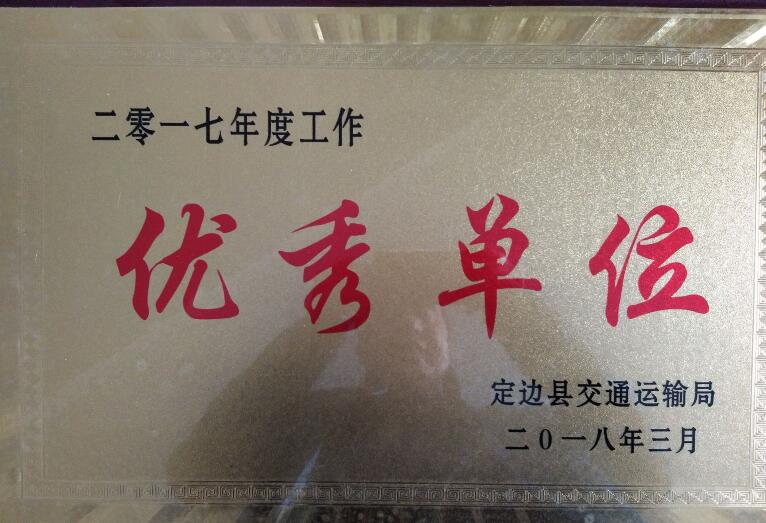 二零一七年度工作
优秀单位
定边县交通运输局
二0一八年三月